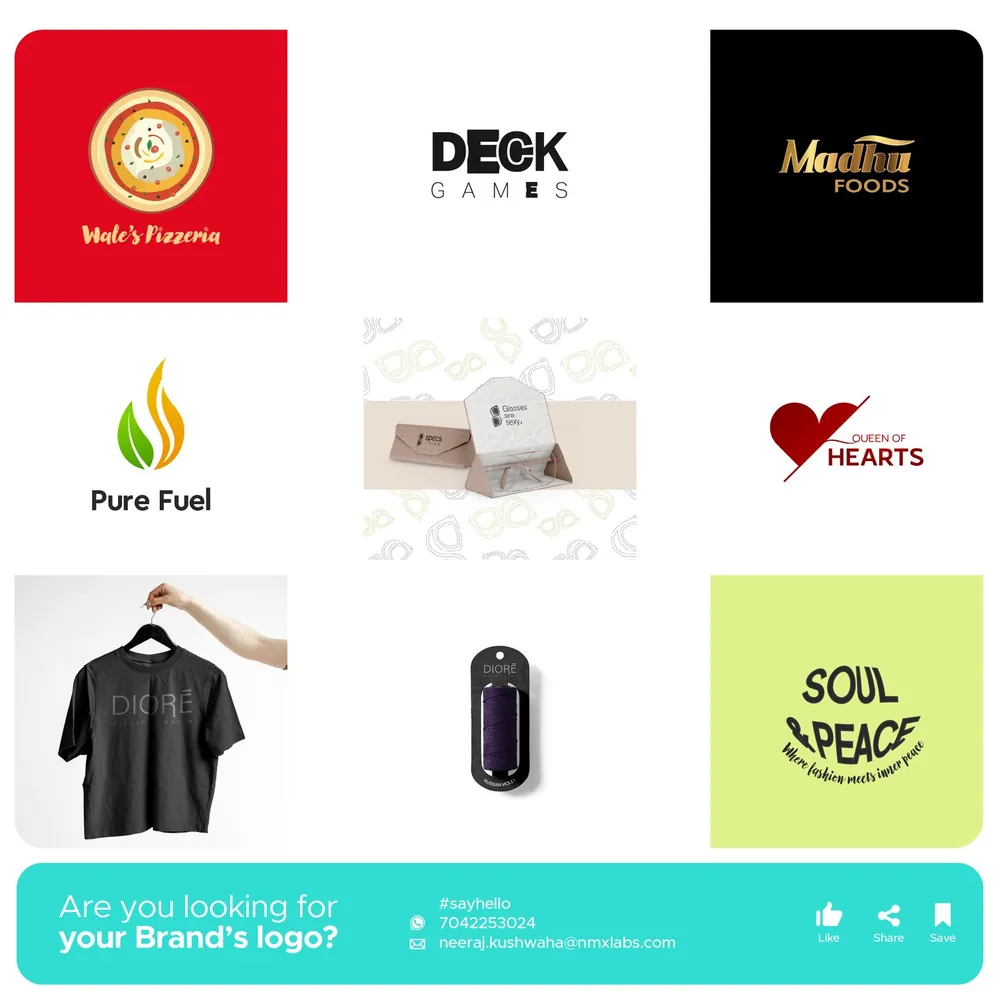 DECK
GAMES
Madhu
FOODS
Wale's Pizzeria
Pure Fuel
specs
Glasses
are
sexy.
QUEEN OF
HEARTS
DIORĒ
DIORĒ
SOUL
& PEACE
Where fashion meets inner peace
Are you looking for
your Brand's logo?
#sayhello
7042253024
neeraj.kushwaha@nmxlabs.com
Like
Share
Save